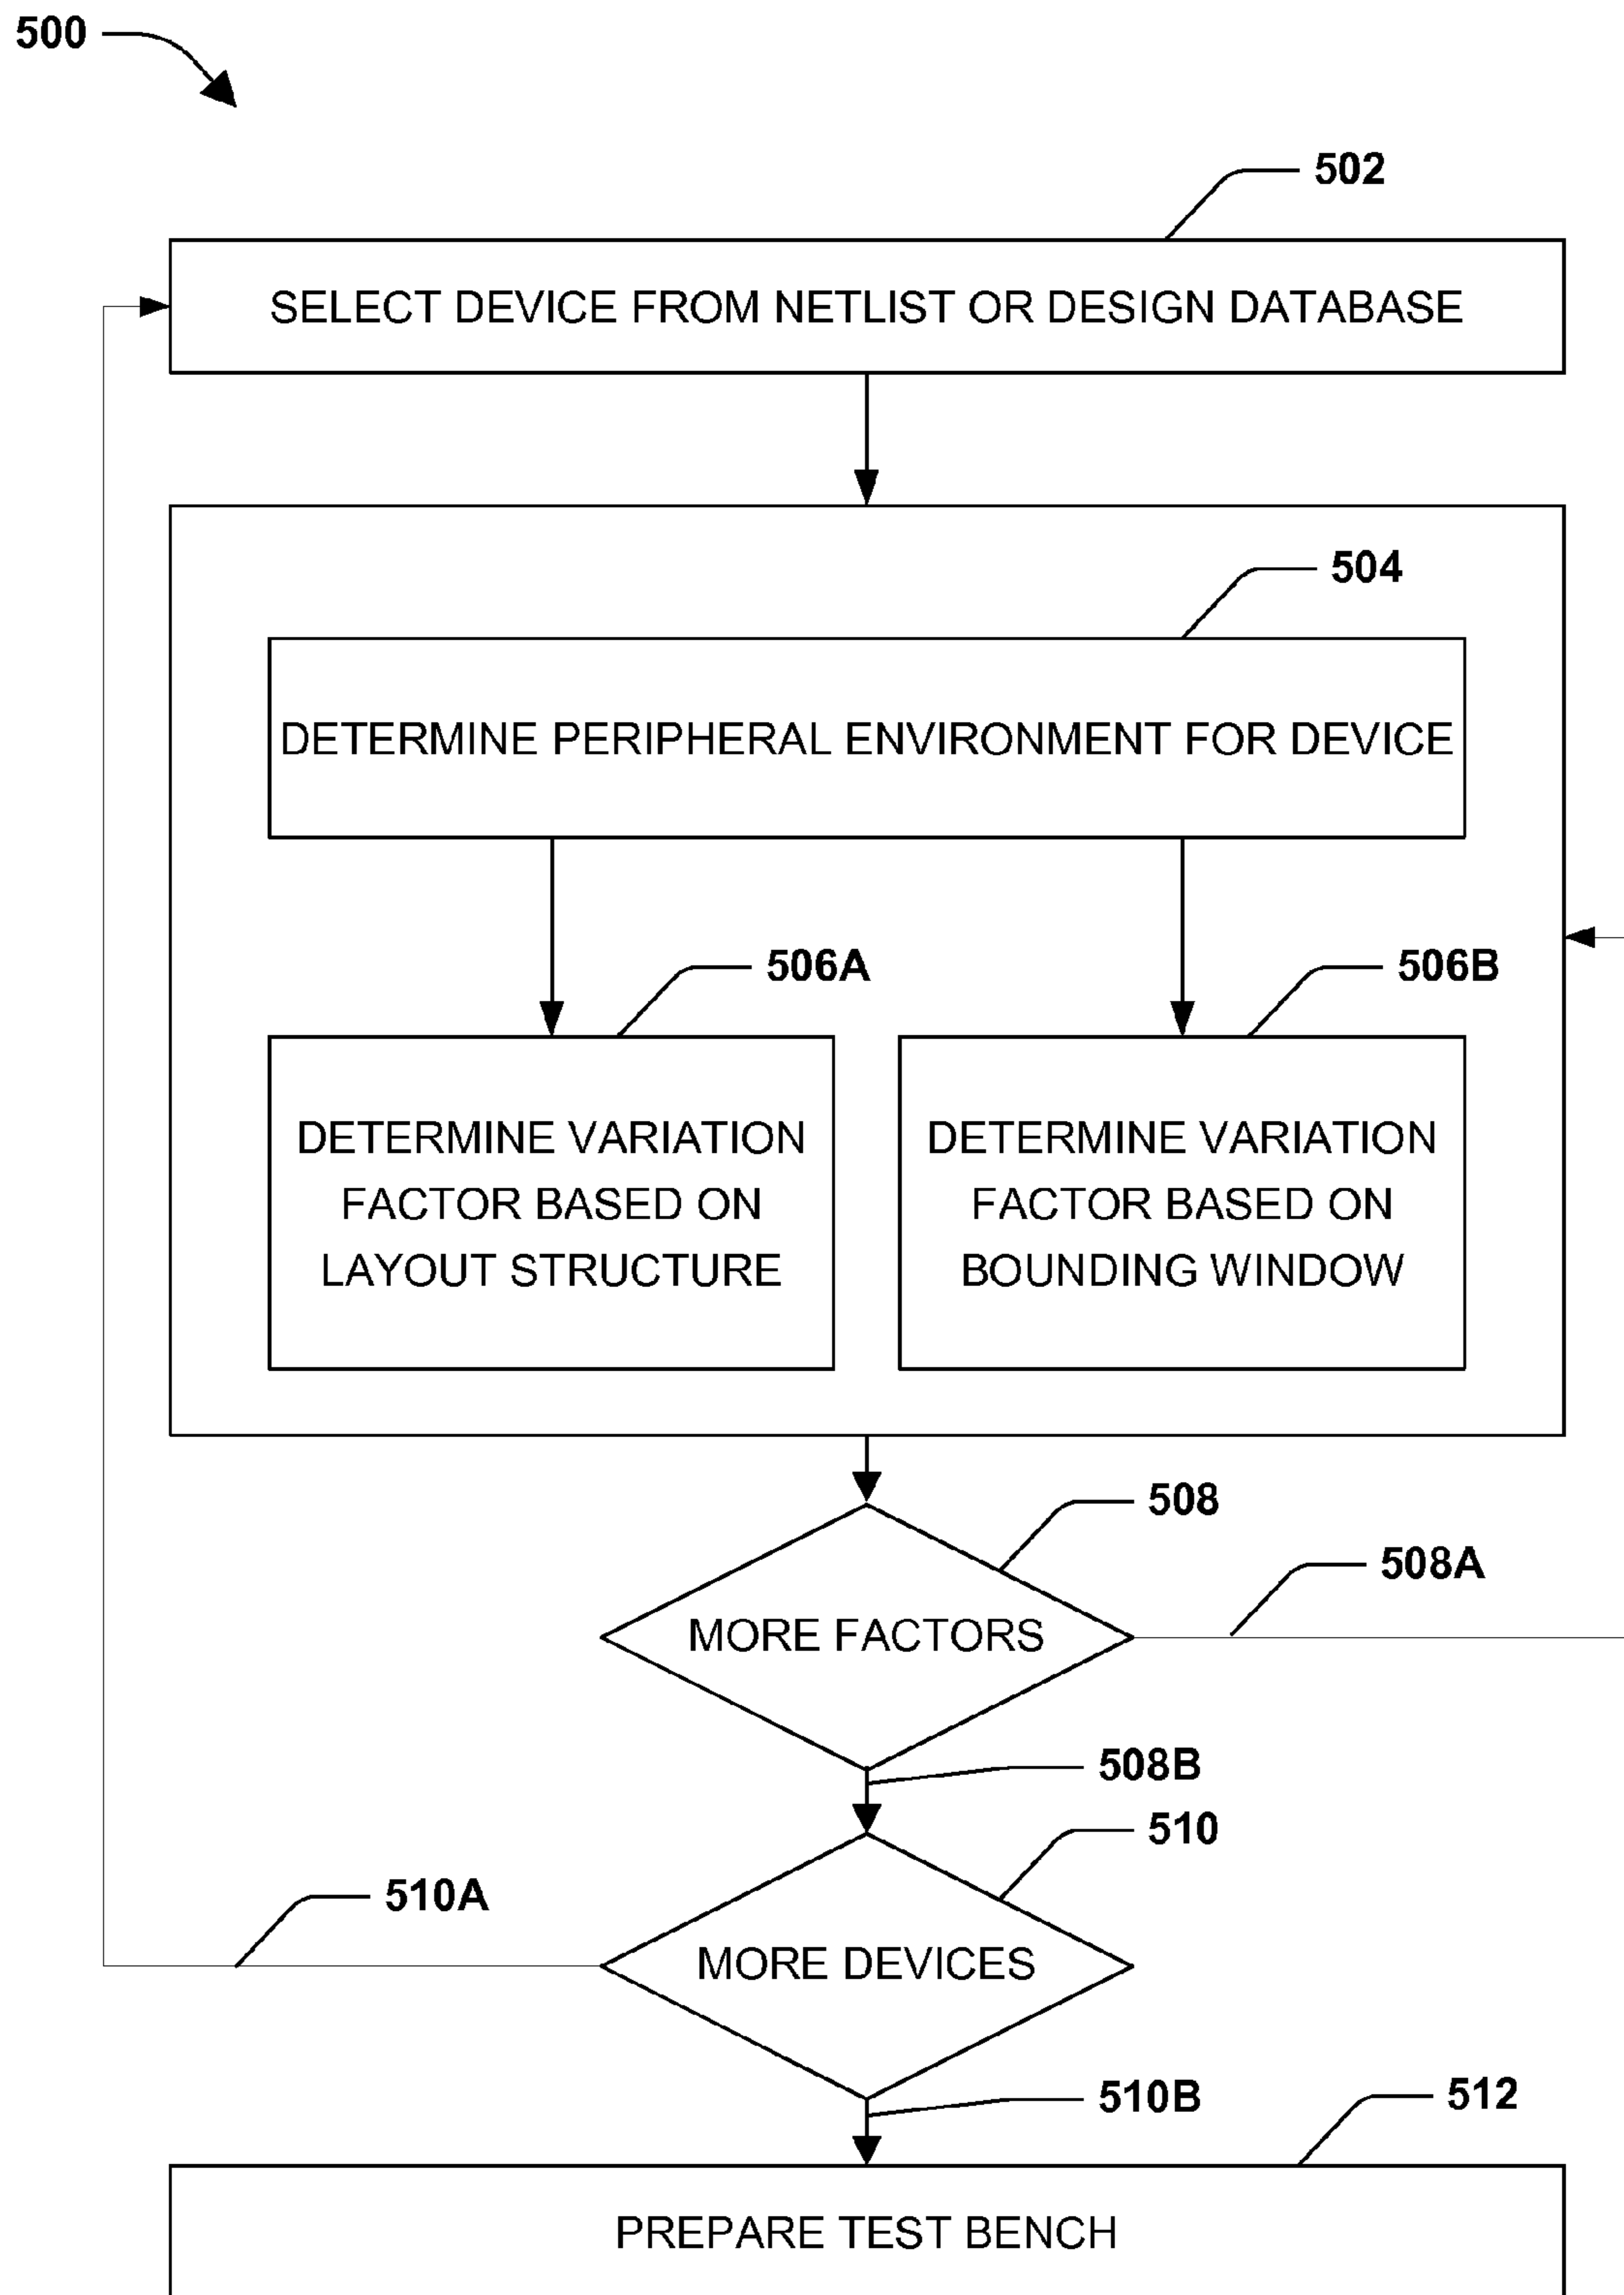 500
502
SELECT DEVICE FROM NETLIST OR DESIGN DATABASE
504
DETERMINE PERIPHERAL ENVIRONMENT FOR DEVICE
506A
506B
DETERMINE VARIATION
FACTOR BASED ON
LAYOUT STRUCTURE
DETERMINE VARIATION
FACTOR BASED ON
BOUNDING WINDOW
508
508A
MORE FACTORS
508B
510
510A
MORE DEVICES
510B
512
PREPARE TEST BENCH